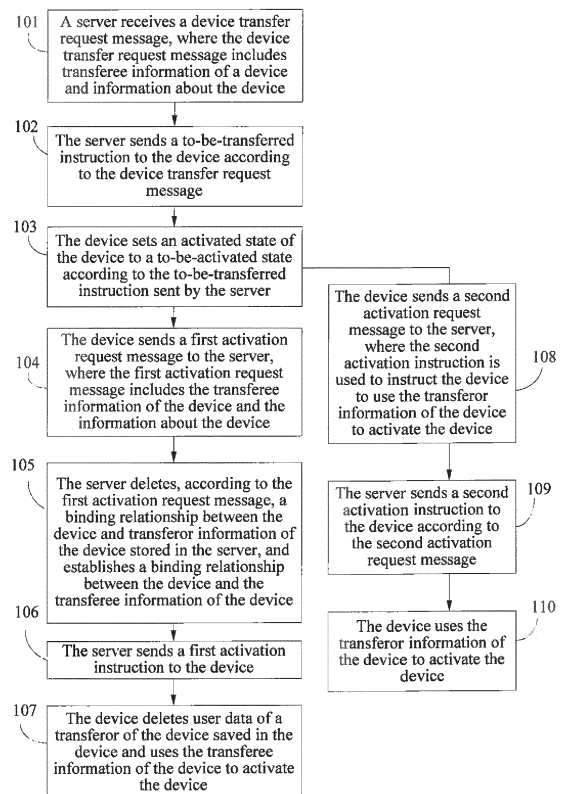 101
A server receives a device transfer
request message, where the device
transfer request message includes
transferee information of a device
and information about the device
102
The server sends a to-be-transferred
instruction to the device according
to the device transfer request
message
103
The device sets an activated state of
the device to a to-be-activated state
according to the to-be-transferred
instruction sent by the server
104
The device sends a first activation
request message to the server,
where the first activation request
message includes the transferee
information of the device and the
information about the device
105
The server deletes, according to the
first activation request message, a
binding relationship between the
device and transferor information of
the device stored in the server, and
establishes a binding relationship
between the device and the
transferee information of the device
106
The server sends a first activation
instruction to the device
107
The device deletes user data of a
transferor of the device saved in the
device and uses the transferee
information of the device to activate
the device
The device sends a second
activation request
message to the server,
where the second
activation instruction is
used to instruct the device
to use the transferor
information of the device
to activate the device
108
The server sends a second
activation instruction to
the device according to
the second activation
request message
109
The device uses the
transferor information of
the device to activate the
device
110